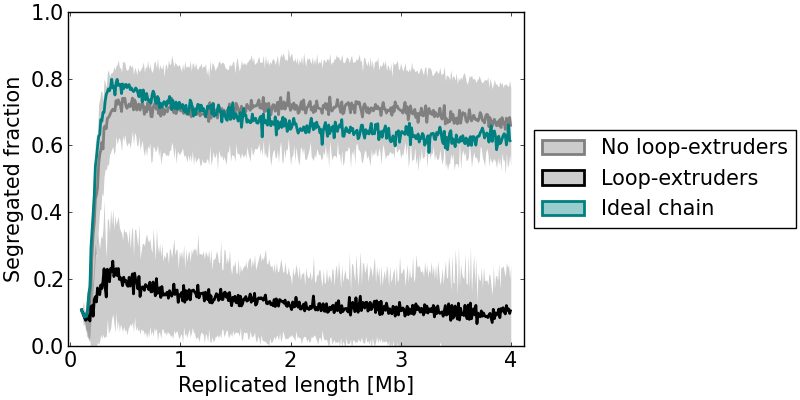 1.0
0.8
0.6
0.4
0.2
0.0
Segregated fraction
0
1
2
3
4
Replicated length [Mb]
No loop-extruders
Loop-extruders
Ideal chain